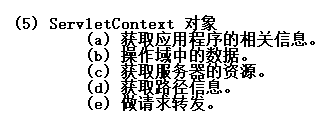 (5) Serv1etContext 对象
(a) 获取应用程序的相关信息。
(b) 操作域中的数据。
(c) 获取服务器的资源。
(d) 获取路径信息。
(e) 做请求转发。